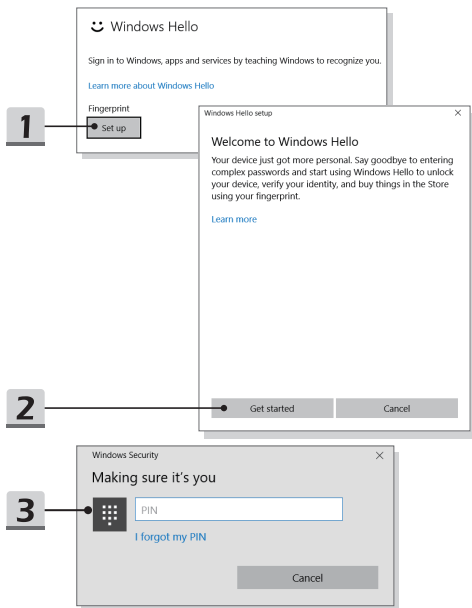 Windows Hello
Sign in to Windows, apps and services by teaching Windows to recognize you.
Learn more about Windows Hello
Fingerprint
1
Set up
Windows Hello setup
Welcome to Windows Hello
Your device just got more personal. Say goodbye to entering
complex passwords and start using Windows Hello to unlock
your device, verify your identity, and buy things in the Store
using your fingerprint.
Learn more
2
Get started
Cancel
Windows Security
Making sure it's you
3
PIN
I forgot my PIN
Cancel